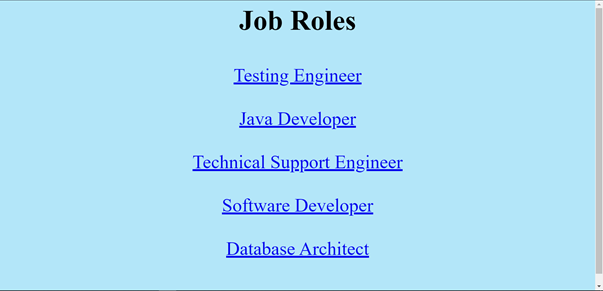 Job Roles
Testing Engineer
Java Developer
Technical Support Engineer
Software Developer
Database Architect